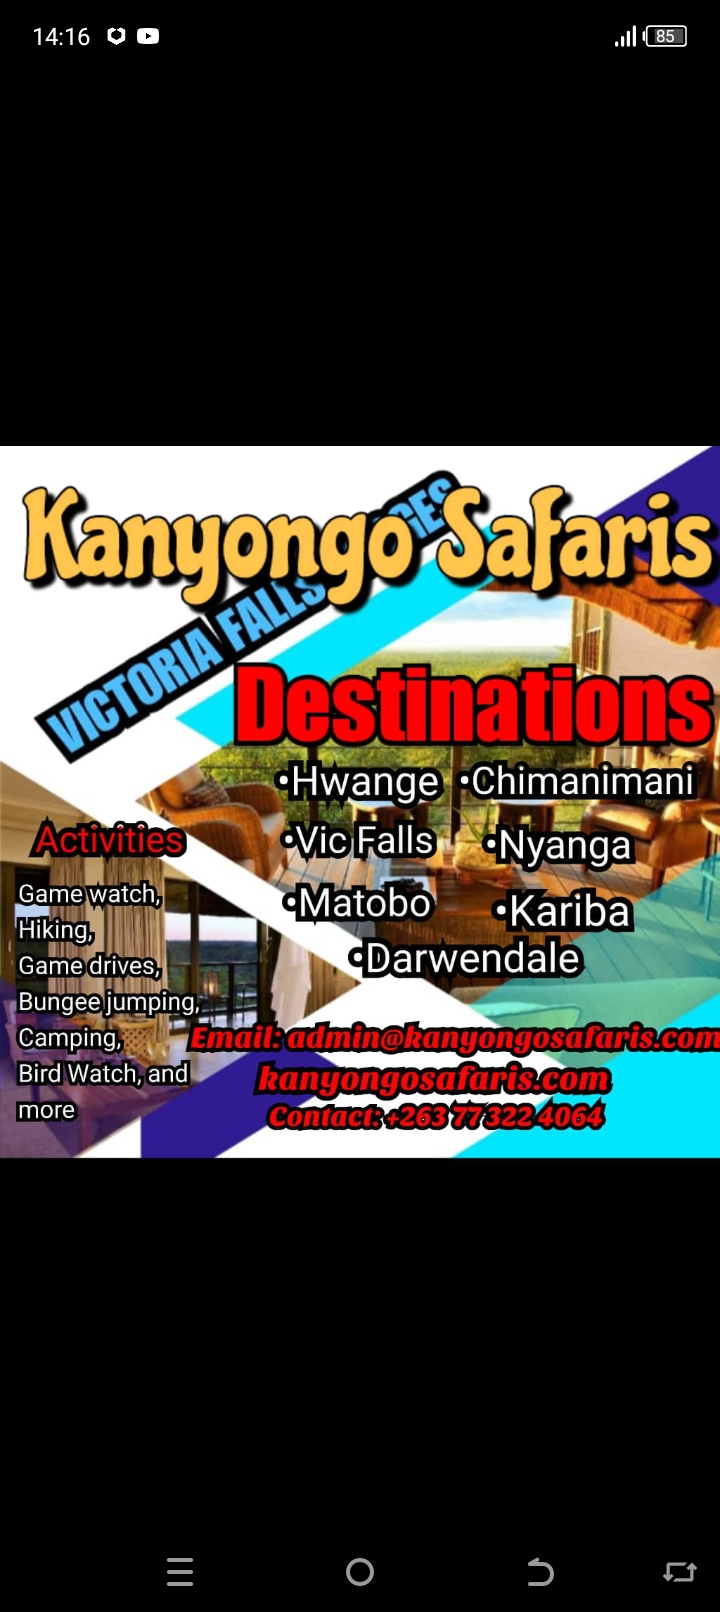 14:16
85
Kanyongo Safaris
VICTORIA FALLS
Destinations
•Hwange •Chimanimani
•Vic Falls •Nyanga
•Matobo •Kariba
•Darwendale
Activities
Game watch,
Hiking,
Game drives,
Bungee jumping,
Camping,
Bird Watch, and
more
Email: admin@kanyongosafaris.com
kanyongosafaris.com
Contact: +263 77 322 4064